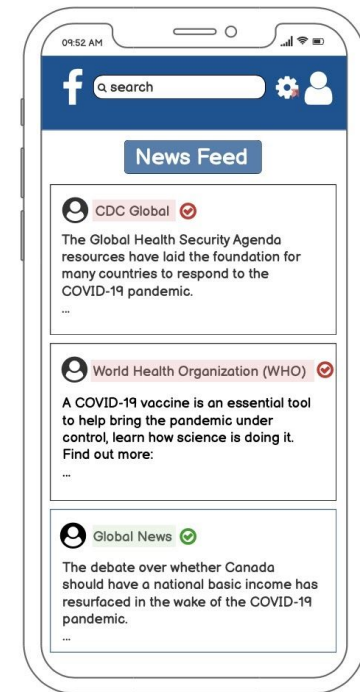 09:52 AM
f
search
News Feed
CDC Global
The Global Health Security Agenda
resources have laid the foundation for
many countries to respond to the
COVID-19 pandemic.
...
World Health Organization (WHO)
A COVID-19 vaccine is an essential tool
to help bring the pandemic under
control, learn how science is doing it.
Find out more:
...
Global News
The debate over whether Canada
should have a national basic income has
resurfaced in the wake of the COVID-19
pandemic.
...